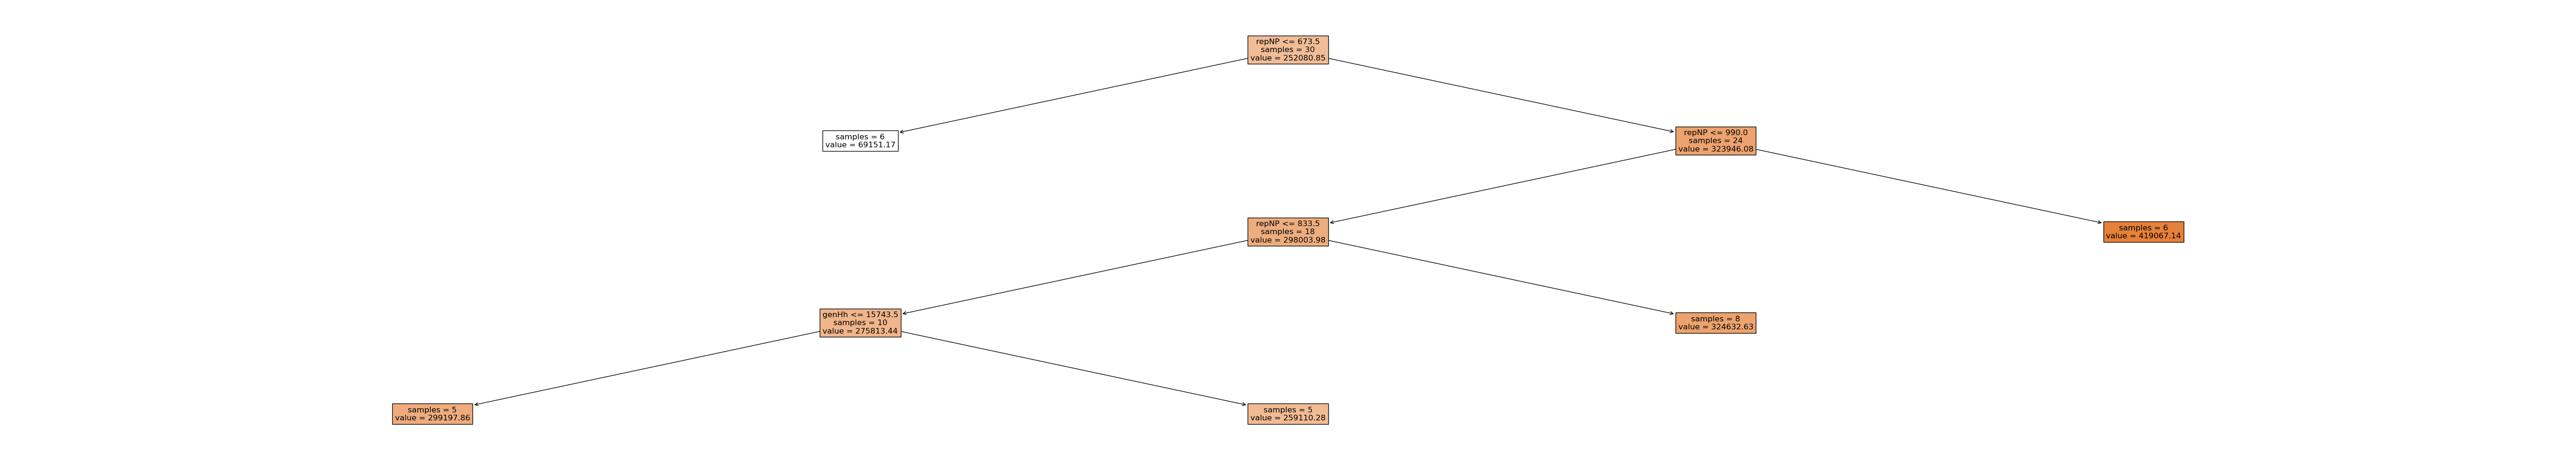 repNP <= 673.5
samples = 30
value = 252080.85
samples = 6
value = 69151.17
repNP <= 990.0
samples = 24
value = 323946.08
repNP <= 833.5
samples = 18
value = 298003.98
samples = 6
value = 419067.14
genHh <= 15743.5
samples = 10
value = 275813.44
samples = 8
value = 324632.63
samples = 5
value = 299197.86
samples = 5
value = 259110.28